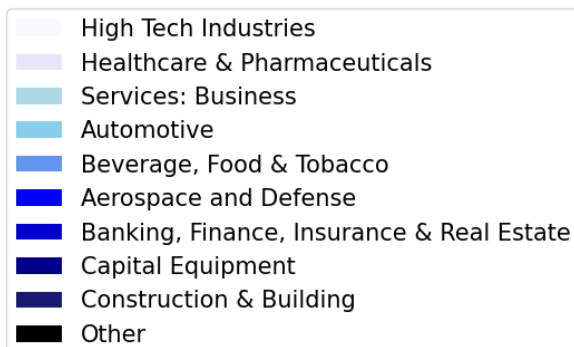 High Tech Industries
Healthcare & Pharmaceuticals
Services: Business
Automotive
Beverage, Food & Tobacco
Aerospace and Defense
Banking, Finance, Insurance & Real Estate
Capital Equipment
Construction & Building
Other